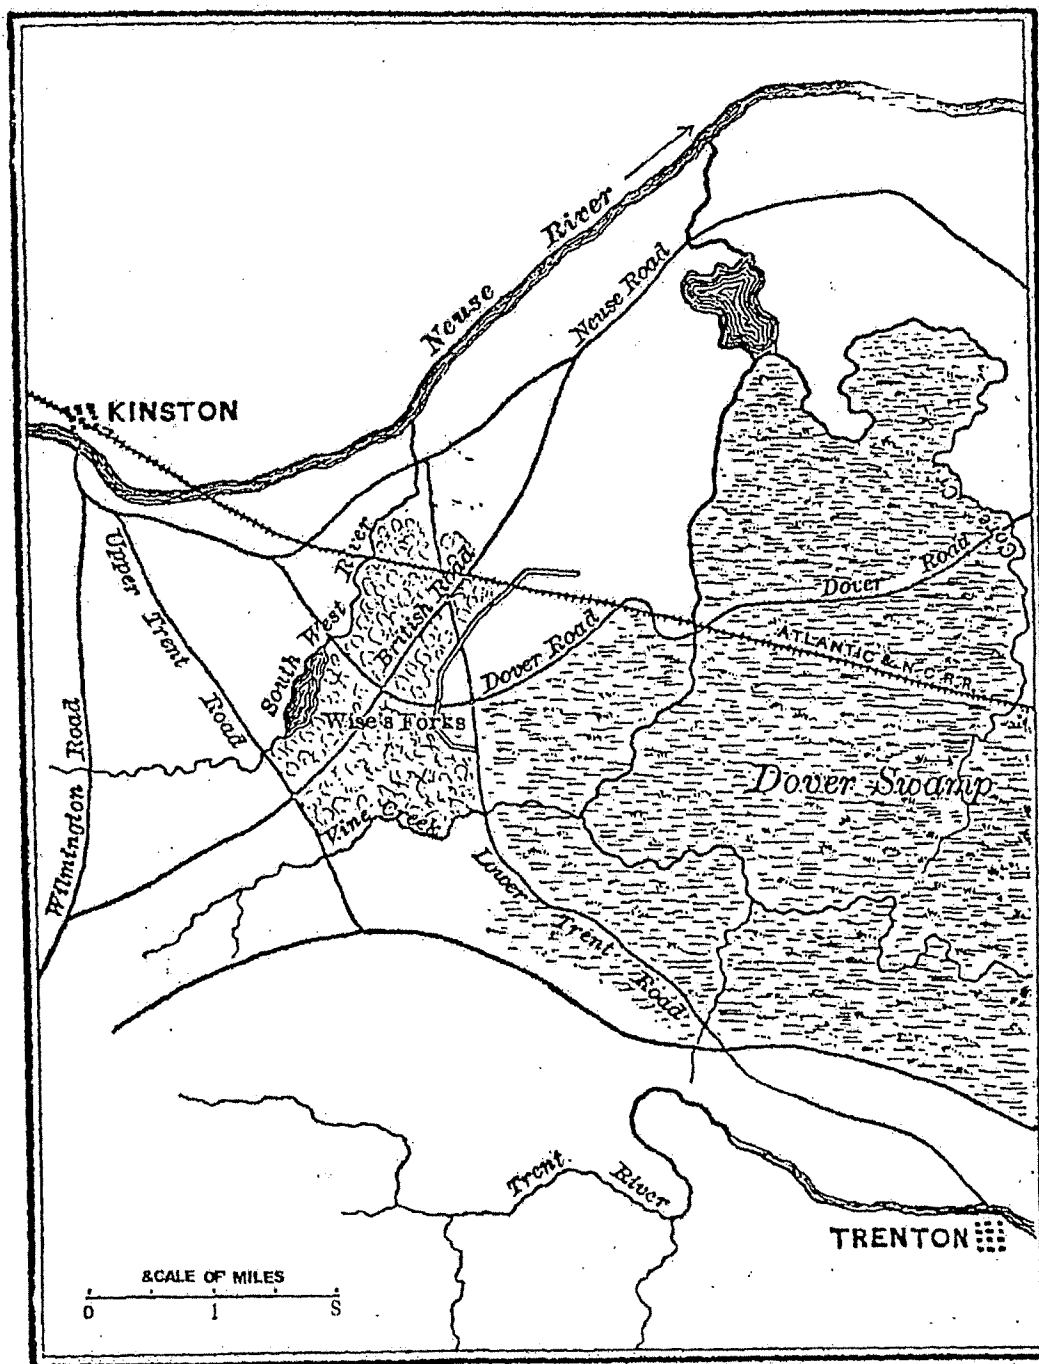 Neuse River
Neuse Road
KINSTON
Upper Trent Road
South West River
British Road
Dover Road
Dover Road
Core
ATLANTIC & N.C.R.R.
Wise's Forks
Wilmington Road
Dover Swamp
Vine Creek
Lower Trent Road
Trent River
TRENTON
SCALE OF MILES
0 1 S